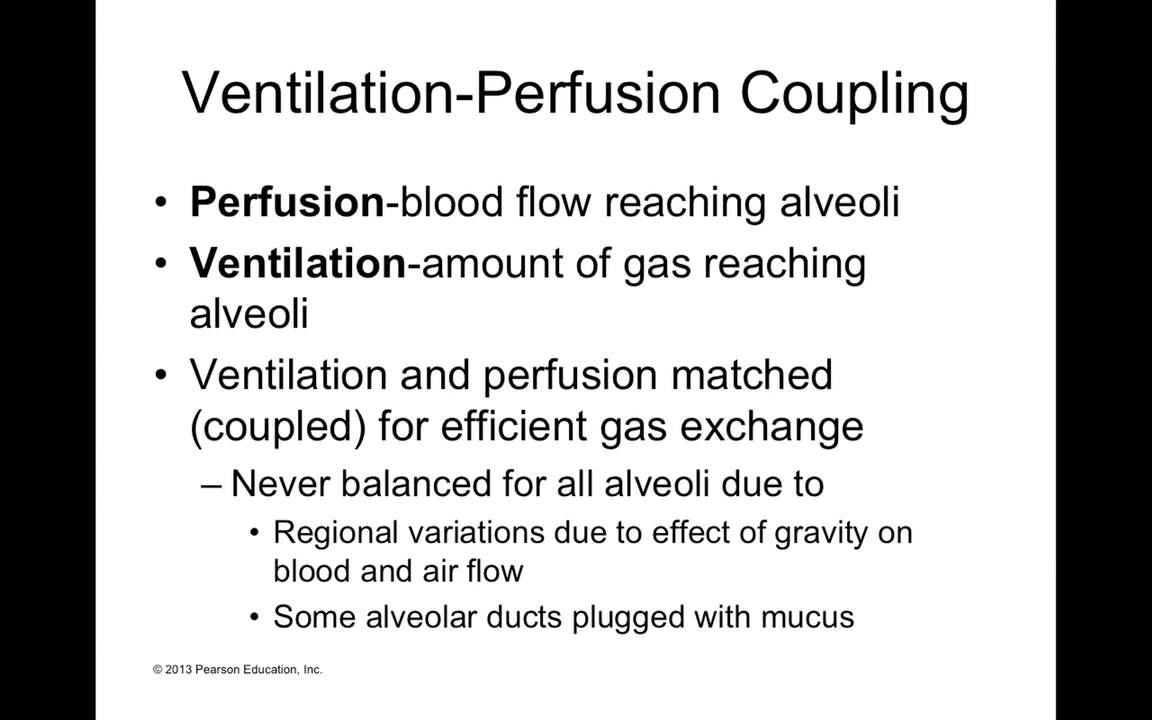 Ventilation-Perfusion Coupling
• Perfusion-blood flow reaching alveoli
• Ventilation-amount of gas reaching
alveoli
• Ventilation and perfusion matched
(coupled) for efficient gas exchange
– Never balanced for all alveoli due to
• Regional variations due to effect of gravity on
blood and air flow
• Some alveolar ducts plugged with mucus
© 2013 Pearson Education, Inc.